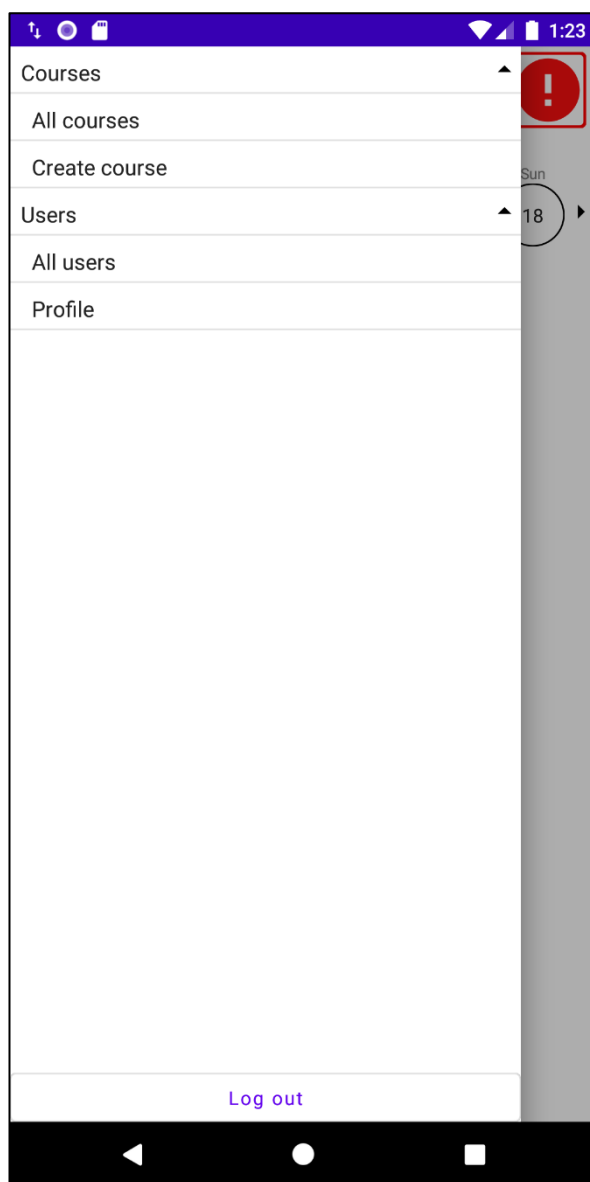 1:23
Courses
All courses
Create course
Sun
Users
18
All users
Profile
Log out